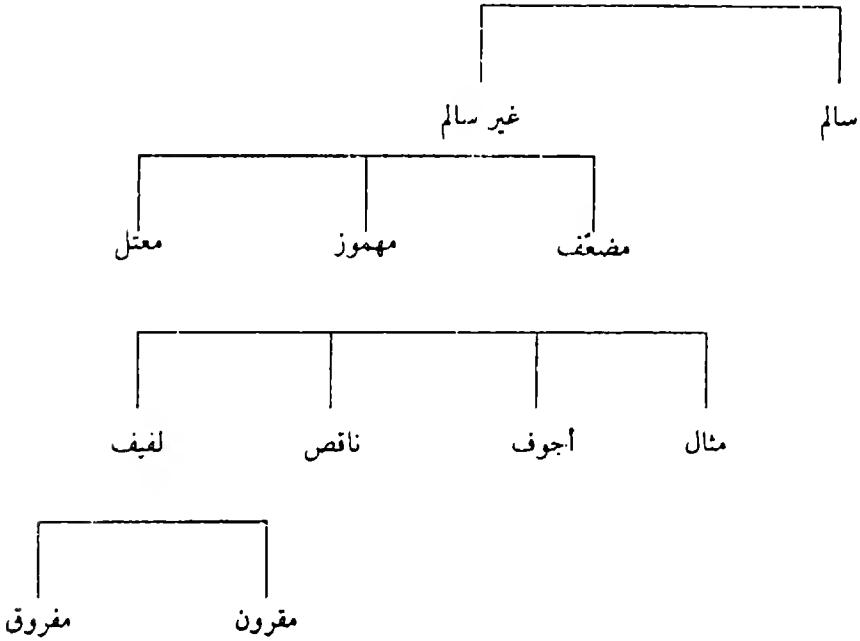 سالم غير سالم
مضعّف مهموز معتل
مثال أجوف ناقص لفيف
مقرون مفروق